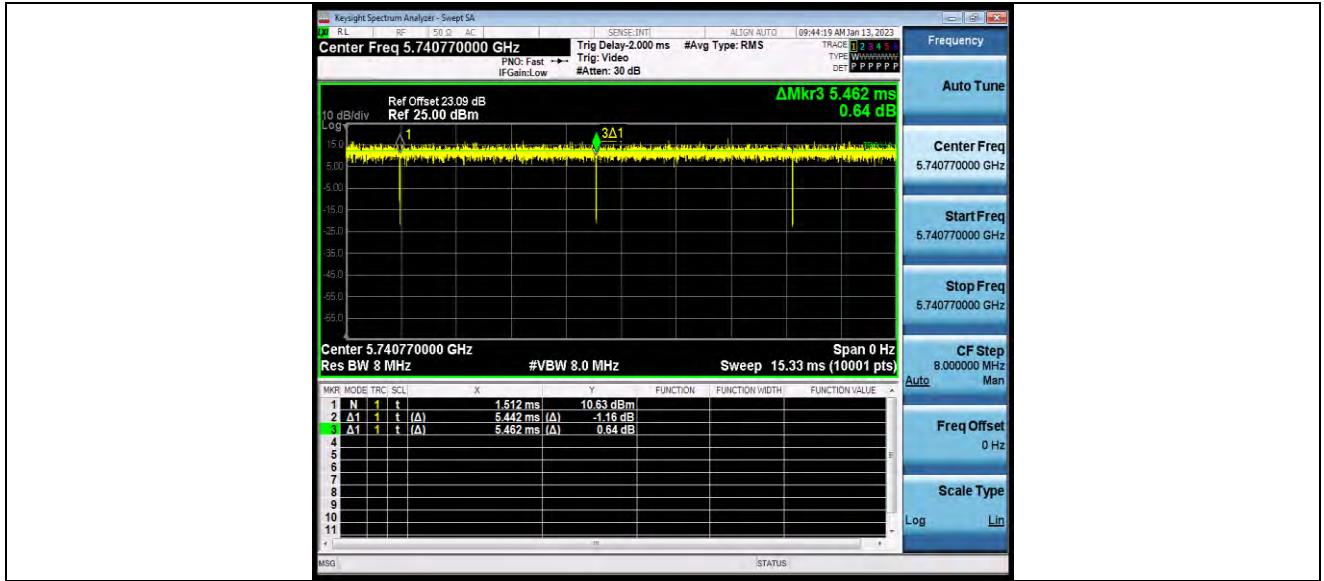 Keysight Spectrum Analyzer - Swept SA
RL RF 50 Ω AC SENSE:INT ALIGN AUTO 09:44:19 AM Jan 13, 2023
Center Freq 5.740770000 GHz
PNO: Fast
IFGain:Low
Trig Delay-2.000 ms #Avg Type: RMS
Trig: Video
#Atten: 30 dB
TRACE 1 2 3 4 5 6
TYPE WWWWWW
DET P P P P P P
Ref Offset 23.09 dB
10 dB/div Ref 25.00 dBm
Log
ΔMkr3 5.462 ms
0.64 dB
1
3Δ1
15.0
5.00
-5.00
-15.0
-25.0
-35.0
-45.0
-55.0
-65.0
Center 5.740770000 GHz Span 0 Hz
Res BW 8 MHz #VBW 8.0 MHz Sweep 15.33 ms (10001 pts)
MKR MODE TRC SCL X Y FUNCTION FUNCTION WIDTH FUNCTION VALUE
1 N 1 t 1.512 ms 10.63 dBm
2 Δ1 1 t (Δ) 5.442 ms (Δ) -1.16 dB
3 Δ1 1 t (Δ) 5.462 ms (Δ) 0.64 dB
4
5
6
7
8
9
10
11
MSG STATUS
Frequency
Auto Tune
Center Freq
5.740770000 GHz
Start Freq
5.740770000 GHz
Stop Freq
5.740770000 GHz
CF Step
8.000000 MHz
Auto Man
Freq Offset
0 Hz
Scale Type
Log Lin